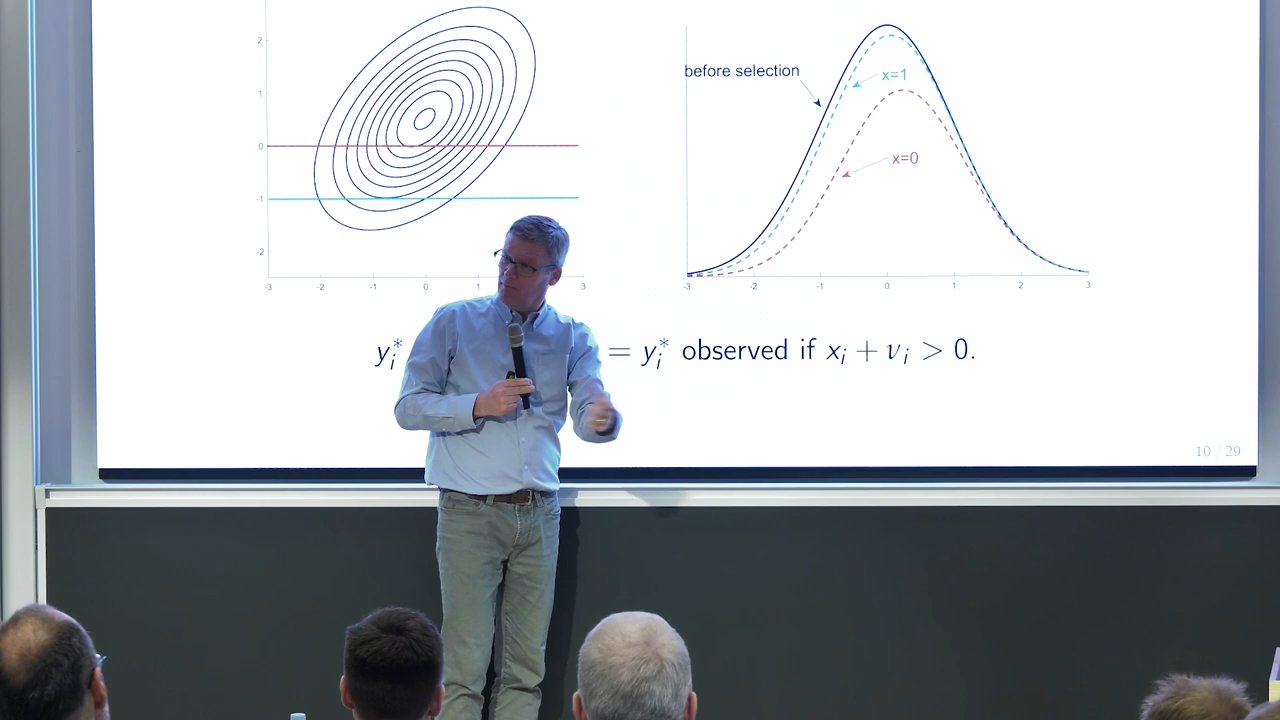 2
1
0
-1
-2
-3 -2 -1 0 1 3
before selection
x=1
x=0
-3 -2 -1 0 1 2 3
y*i = y*i observed if xi + νi > 0.
10 / 29